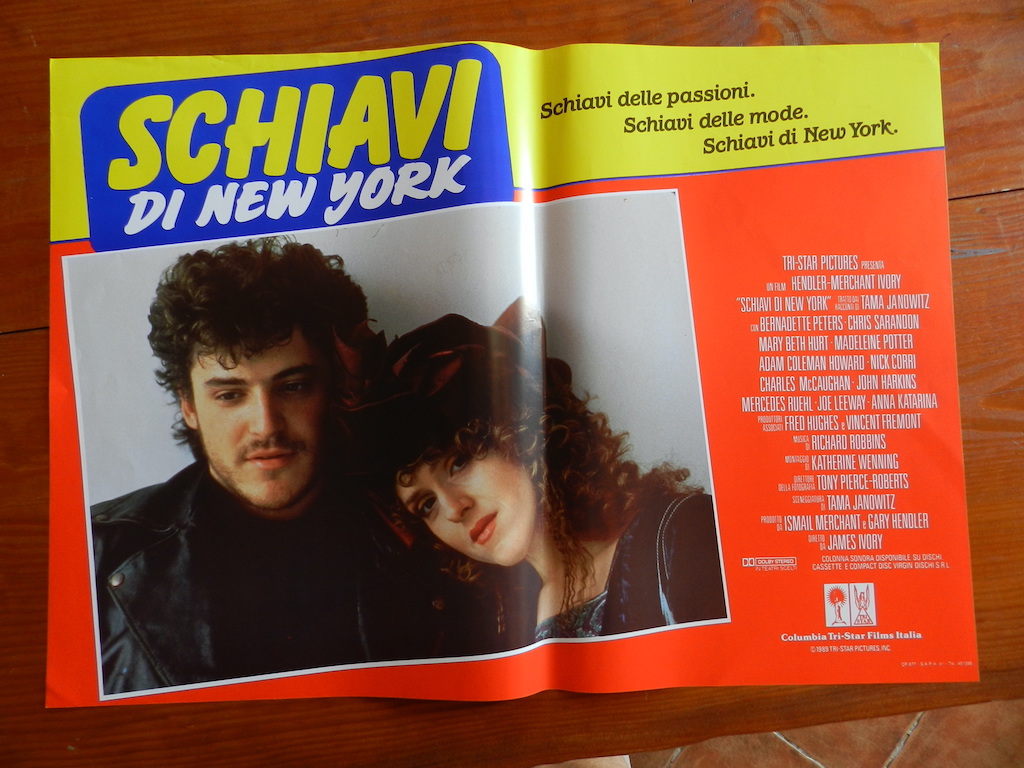 SCHIAVI
DI NEW YORK
Schiavi delle passioni.
Schiavi delle mode.
Schiavi di New York.
TRI-STAR PICTURES PRESENTA
UN FILM HENDLER-MERCHANT IVORY
"SCHIAVI DI NEW YORK" TRATTO DAI RACCONTI DI TAMA JANOWITZ
CON BERNADETTE PETERS · CHRIS SARANDON
MARY BETH HURT · MADELEINE POTTER
ADAM COLEMAN HOWARD · NICK CORRI
CHARLES McCAUGHAN · JOHN HARKINS
MERCEDES RUEHL · JOE LEEWAY · ANNA KATARINA
PRODUTTORI ASSOCIATI FRED HUGHES e VINCENT FREMONT
MUSICA DI RICHARD ROBBINS
MONTAGGIO DI KATHERINE WENNING
DIRETTORE DELLA FOTOGRAFIA TONY PIERCE-ROBERTS
SCENEGGIATURA DI TAMA JANOWITZ
PRODOTTO DA ISMAIL MERCHANT e GARY HENDLER
DIRETTO DA JAMES IVORY
DOLBY STEREO
IN TEATRI SCELTI
COLONNA SONORA DISPONIBILE SU DISCHI,
CASSETTE E COMPACT DISC VIRGIN DISCHI S.R.L.
TRI STAR
Columbia Tri-Star Films Italia
© 1989 TRI-STAR PICTURES, INC.